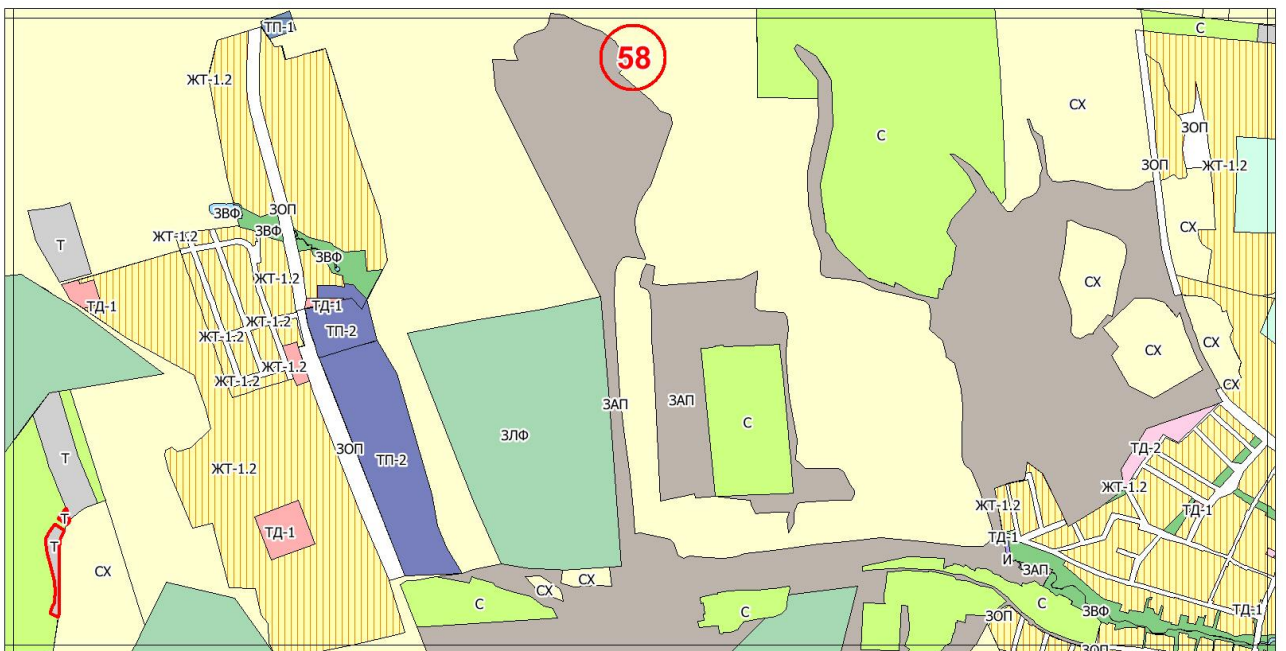 ТП-1
С
58
ЖТ-1.2
СХ
ЗОП
С
ЗОП
ЖТ-1.2
ЗВФ
ЗОП
ЗВФ
ЖТ-1.2
СХ
Т
ЗВФ
ЖТ-1.2
СХ
ТД-1
ТД-1
ЖТ-1.2
ТП-2
ЖТ-1.2
СХ
СХ
ЖТ-1.2
ЖТ-1.2
СХ
ЗАП
ЗАП
С
ЗЛФ
Т
ЗОП
ТП-2
ТД-2
ЖТ-1.2
ЖТ-1.2
ЖТ-1.2
ТД-1
Т
ТД-1
ТД-1
Т
И
СХ
ЗАП
СХ
СХ
С
С
С
ЗВФ
ТД-1
ЗОП
ЗОП